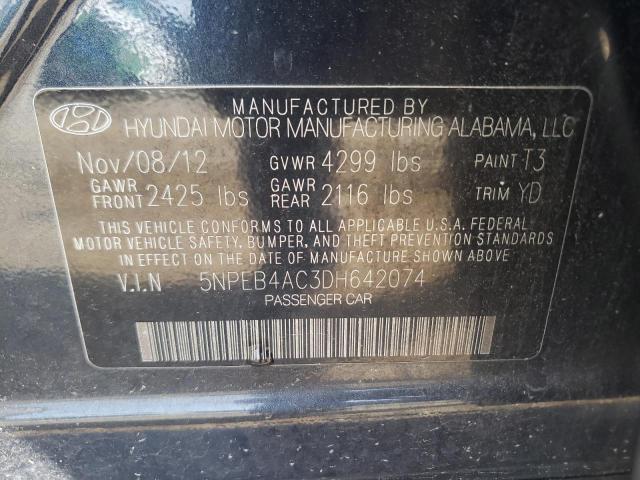 MANUFACTURED BY
HYUNDAI MOTOR MANUFACTURING ALABAMA, LLC
Nov/08/12 GVWR 4299 lbs PAINT T3
GAWR FRONT 2425 lbs GAWR REAR 2116 lbs TRIM YD
THIS VEHICLE CONFORMS TO ALL APPLICABLE U.S.A. FEDERAL
MOTOR VEHICLE SAFETY, BUMPER, AND THEFT PREVENTION STANDARDS
IN EFFECT ON THE DATE OF MANUFACTURE SHOWN ABOVE.
V.I.N 5NPEB4AC3DH642074
PASSENGER CAR